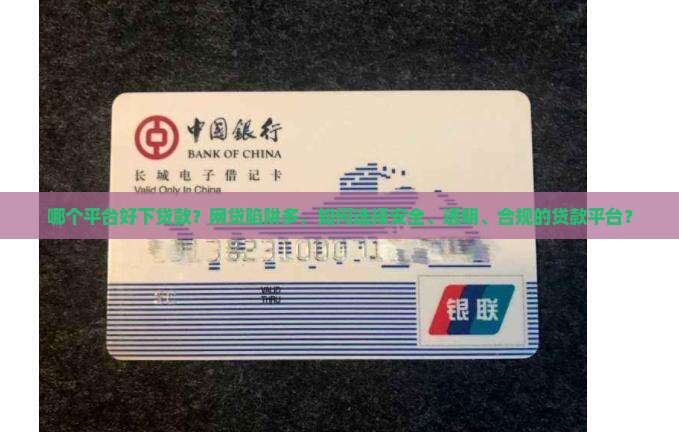 中国銀行
BANK OF CHINA
长城电子借记卡
Valid Only In China
哪个平台好下贷款？网贷陷阱多，如何选择安全、透明、合规的贷款平台？
VALID
THRU
银联